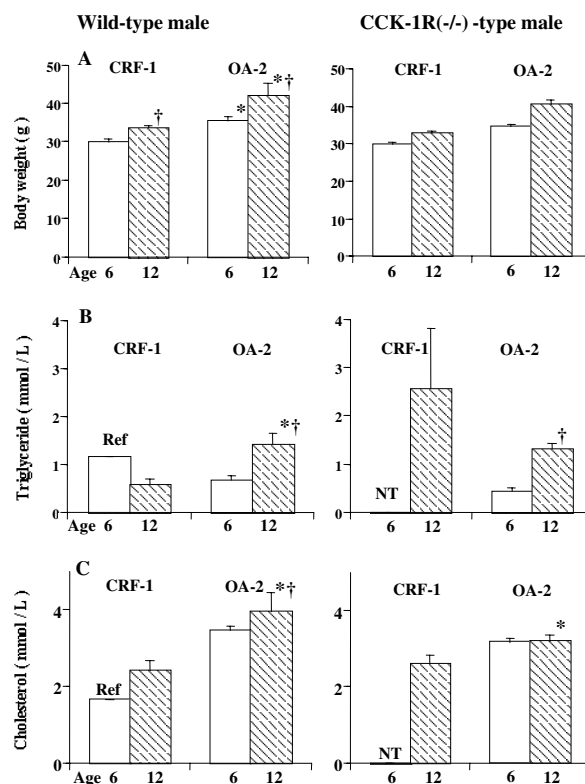 Wild-type male CCK-1R(-/-) -type male
A
CRF-1 OA-2 CRF-1 OA-2
Body weight ( g )
60
50
40
30
20
10
0
† * *†
Age 6 12 6 12
60
50
40
30
20
10
0
6 12 6 12
B
CRF-1 OA-2 CRF-1 OA-2
Triglyceride ( mmol / L )
4
3
2
1
0
Ref *†
Age 6 12 6 12
4
3
2
1
0
NT †
6 12 6 12
C
CRF-1 OA-2 CRF-1 OA-2
Cholesterol ( mmol / L )
4
2
0
Ref *†
Age 6 12 6 12
4
2
0
NT *
6 12 6 12